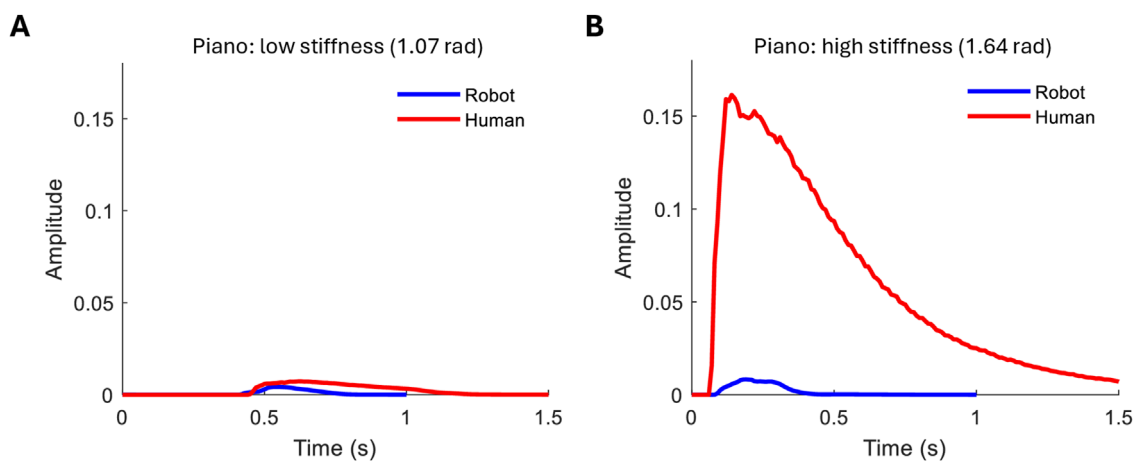 A
Piano: low stiffness (1.07 rad)
Robot
Human
0.15
0.1
0.05
0
Amplitude
0
0.5
1
1.5
Time (s)
B
Piano: high stiffness (1.64 rad)
Robot
Human
0.15
0.1
0.05
0
Amplitude
0
0.5
1
1.5
Time (s)